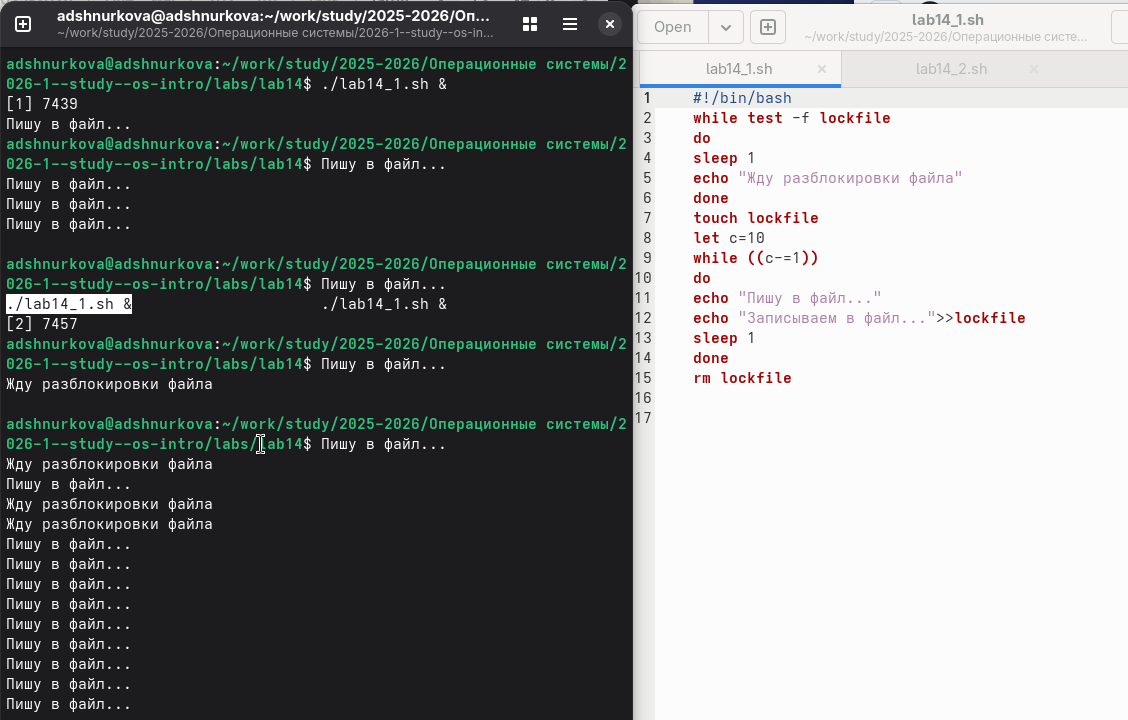 adshnurkova@adshnurkova:~/work/study/2025-2026/Оп...
~/work/study/2025-2026/Операционные системы/2026-1--study--os-in...
adshnurkova@adshnurkova:~/work/study/2025-2026/Операционные системы/2
026-1--study--os-intro/labs/lab14$ ./lab14_1.sh &
[1] 7439
Пишу в файл...
adshnurkova@adshnurkova:~/work/study/2025-2026/Операционные системы/2
026-1--study--os-intro/labs/lab14$ Пишу в файл...
Пишу в файл...
Пишу в файл...
Пишу в файл...
adshnurkova@adshnurkova:~/work/study/2025-2026/Операционные системы/2
026-1--study--os-intro/labs/lab14$ Пишу в файл...
./lab14_1.sh & ./lab14_1.sh &
[2] 7457
adshnurkova@adshnurkova:~/work/study/2025-2026/Операционные системы/2
026-1--study--os-intro/labs/lab14$ Пишу в файл...
Жду разблокировки файла
adshnurkova@adshnurkova:~/work/study/2025-2026/Операционные системы/2
026-1--study--os-intro/labs/lab14$ Пишу в файл...
Жду разблокировки файла
Пишу в файл...
Жду разблокировки файла
Жду разблокировки файла
Пишу в файл...
Пишу в файл...
Пишу в файл...
Пишу в файл...
Пишу в файл...
Пишу в файл...
Пишу в файл...
Пишу в файл...
Пишу в файл...
Open
lab14_1.sh
~/work/study/2025-2026/Операционные систе...
lab14_1.sh
lab14_2.sh
1 #!/bin/bash
2 while test -f lockfile
3 do
4 sleep 1
5 echo "Жду разблокировки файла"
6 done
7 touch lockfile
8 let c=10
9 while ((c-=1))
10 do
11 echo "Пишу в файл..."
12 echo "Записываем в файл...">>lockfile
13 sleep 1
14 done
15 rm lockfile
16
17